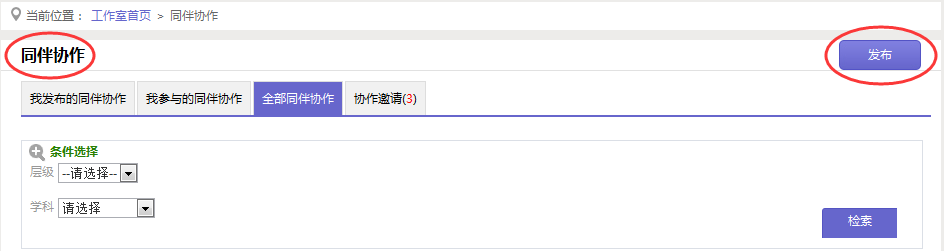 当前位置： 工作室首页 > 同伴协作
同伴协作 发布
我发布的同伴协作 我参与的同伴协作 全部同伴协作 协作邀请(3)
条件选择
层级 --请选择--
学科 请选择
检索